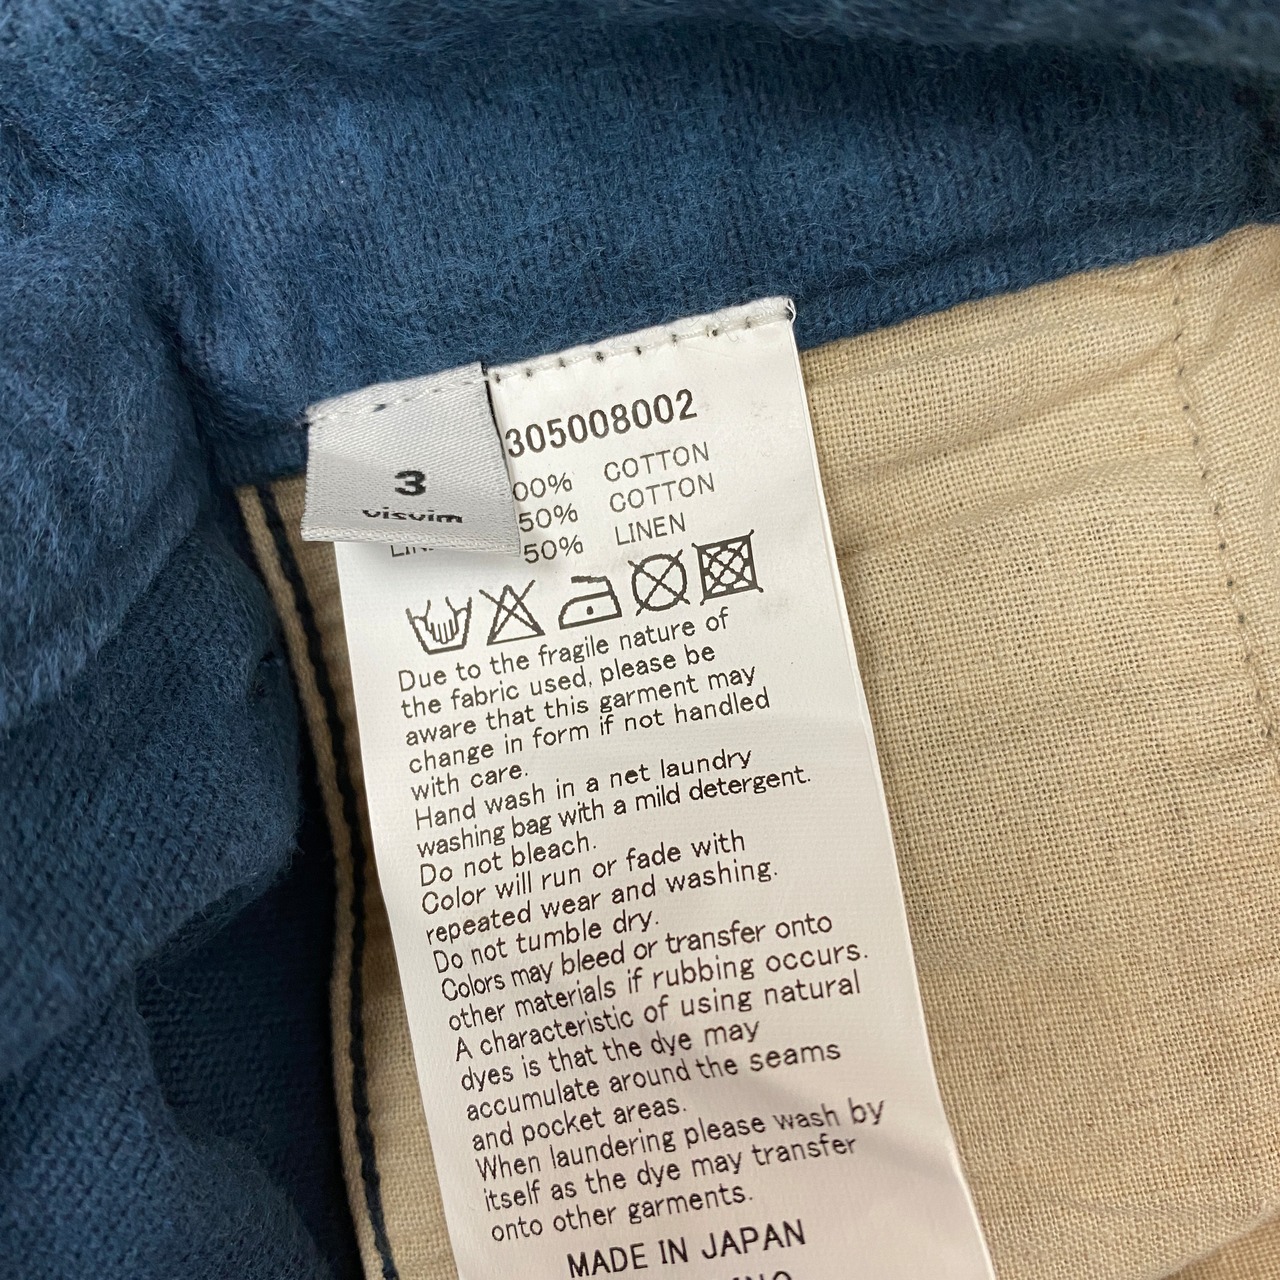 3
visvim
305008002
00% COTTON
50% COTTON
50% LINEN
Due to the fragile nature of
the fabric used, please be
aware that this garment may
change in form if not handled
with care.
Hand wash in a net laundry
washing bag with a mild detergent.
Do not bleach.
Color will run or fade with
repeated wear and washing.
Do not tumble dry.
Colors may bleed or transfer onto
other materials if rubbing occurs.
A characteristic of using natural
dyes is that the dye may
accumulate around the seams
and pocket areas.
When laundering please wash by
itself as the dye may transfer
onto other garments.
MADE IN JAPAN